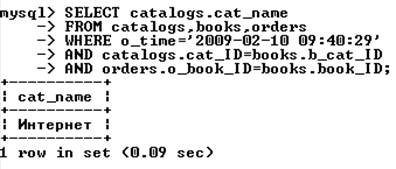 mysql> SELECT catalogs.cat_name
    -> FROM catalogs,books,orders
    -> WHERE o_time='2009-02-10 09:40:29'
    -> AND catalogs.cat_ID=books.b_cat_ID
    -> AND orders.o_book_ID=books.book_ID;
+----------+
| cat_name |
+----------+
| Интернет |
+----------+
1 row in set (0.09 sec)